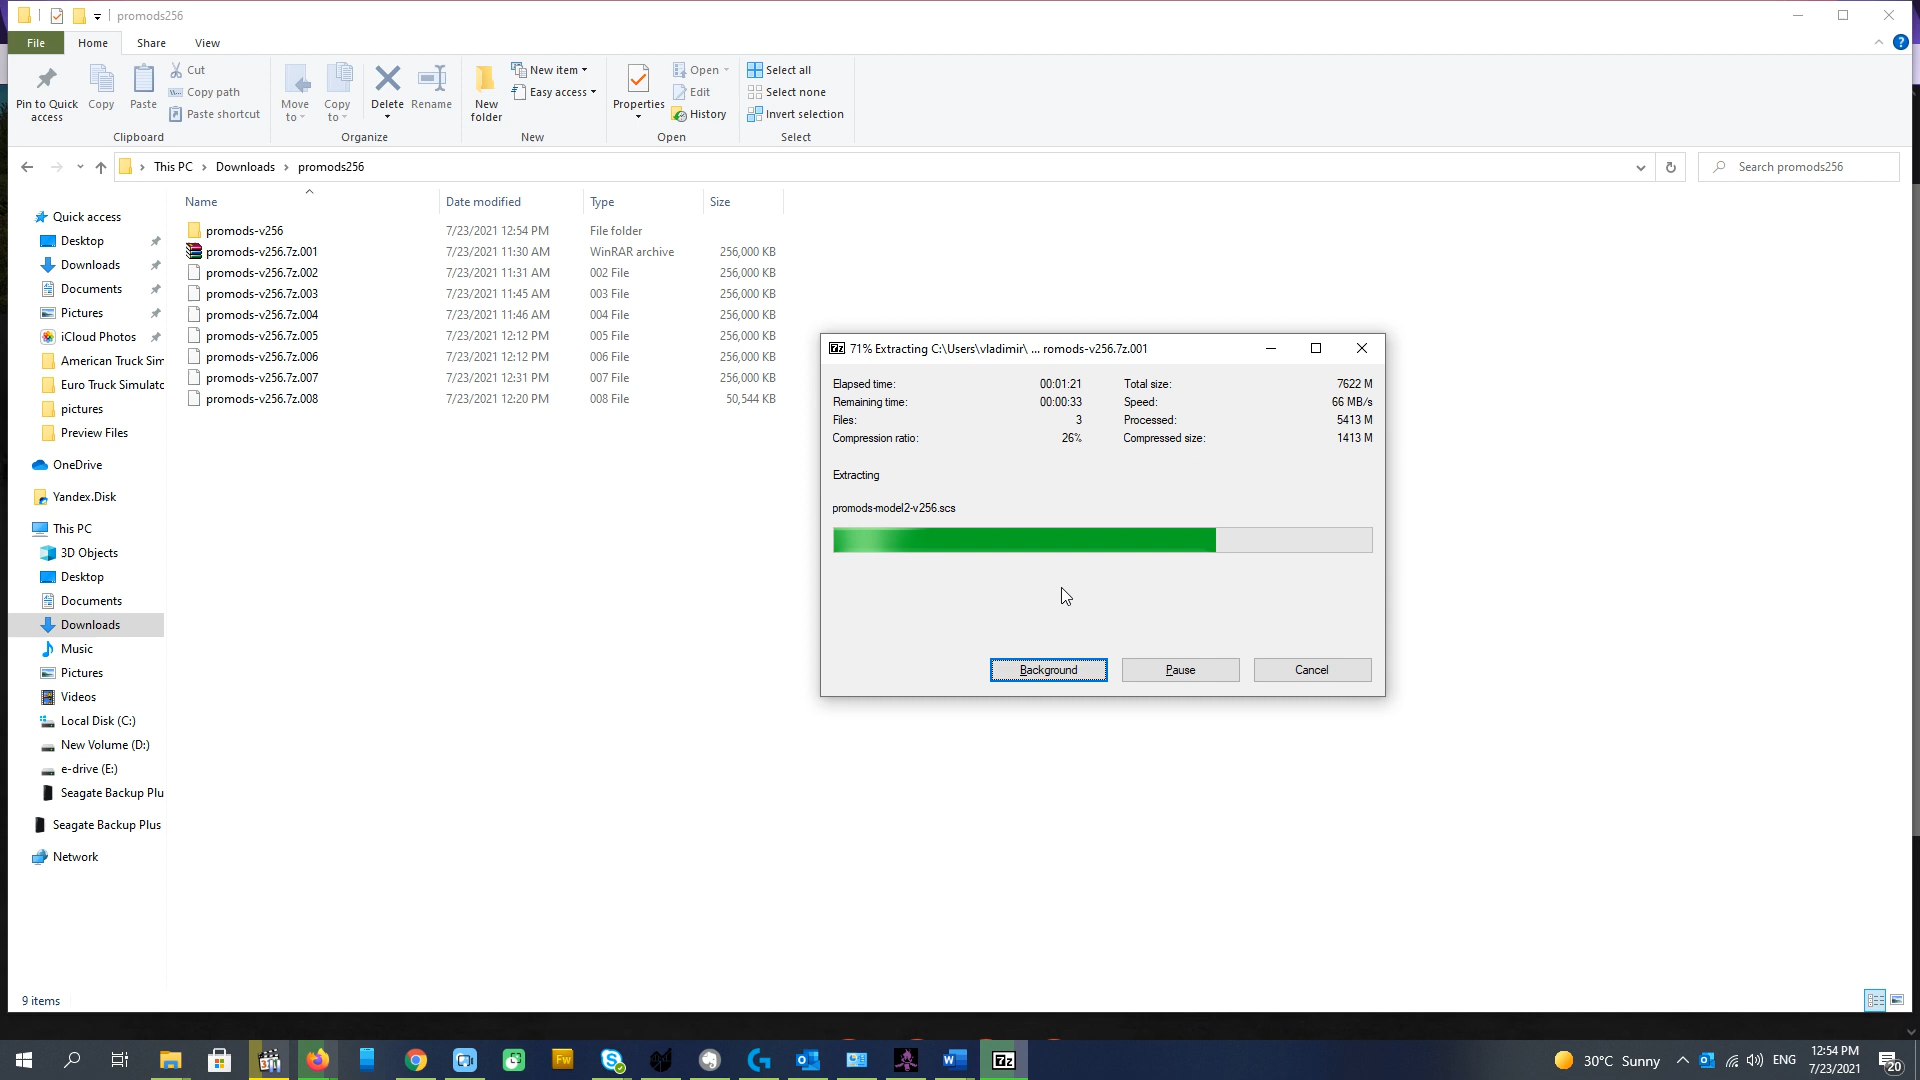 promods256
File Home Share View
Pin to Quick access
Copy
Paste
Cut
Copy path
Paste shortcut
Clipboard
Move to
Copy to
Delete
Rename
Organize
New folder
New item
Easy access
New
Properties
Open
Edit
History
Open
Select all
Select none
Invert selection
Select
This PC > Downloads > promods256
Search promods256
Name Date modified Type Size
promods-v256 7/23/2021 12:54 PM File folder
promods-v256.7z.001 7/23/2021 11:30 AM WinRAR archive 256,000 KB
promods-v256.7z.002 7/23/2021 11:31 AM 002 File 256,000 KB
promods-v256.7z.003 7/23/2021 11:45 AM 003 File 256,000 KB
promods-v256.7z.004 7/23/2021 11:46 AM 004 File 256,000 KB
promods-v256.7z.005 7/23/2021 12:12 PM 005 File 256,000 KB
promods-v256.7z.006 7/23/2021 12:12 PM 006 File 256,000 KB
promods-v256.7z.007 7/23/2021 12:31 PM 007 File 256,000 KB
promods-v256.7z.008 7/23/2021 12:20 PM 008 File 50,544 KB
Quick access
Desktop
Downloads
Documents
Pictures
iCloud Photos
American Truck Sim
Euro Truck Simulato
pictures
Preview Files
OneDrive
Yandex.Disk
This PC
3D Objects
Desktop
Documents
Downloads
Music
Pictures
Videos
Local Disk (C:)
New Volume (D:)
e-drive (E:)
Seagate Backup Plu
Seagate Backup Plus
Network
7z 71% Extracting C:\Users\vladimir\ ... romods-v256.7z.001
Elapsed time: 00:01:21 Total size: 7622 M
Remaining time: 00:00:33 Speed: 66 MB/s
Files: 3 Processed: 5413 M
Compression ratio: 26% Compressed size: 1413 M
Extracting
promods-model2-v256.scs
Background Pause Cancel
9 items
Fw
7z
30°C Sunny
ENG
12:54 PM
7/23/2021
20